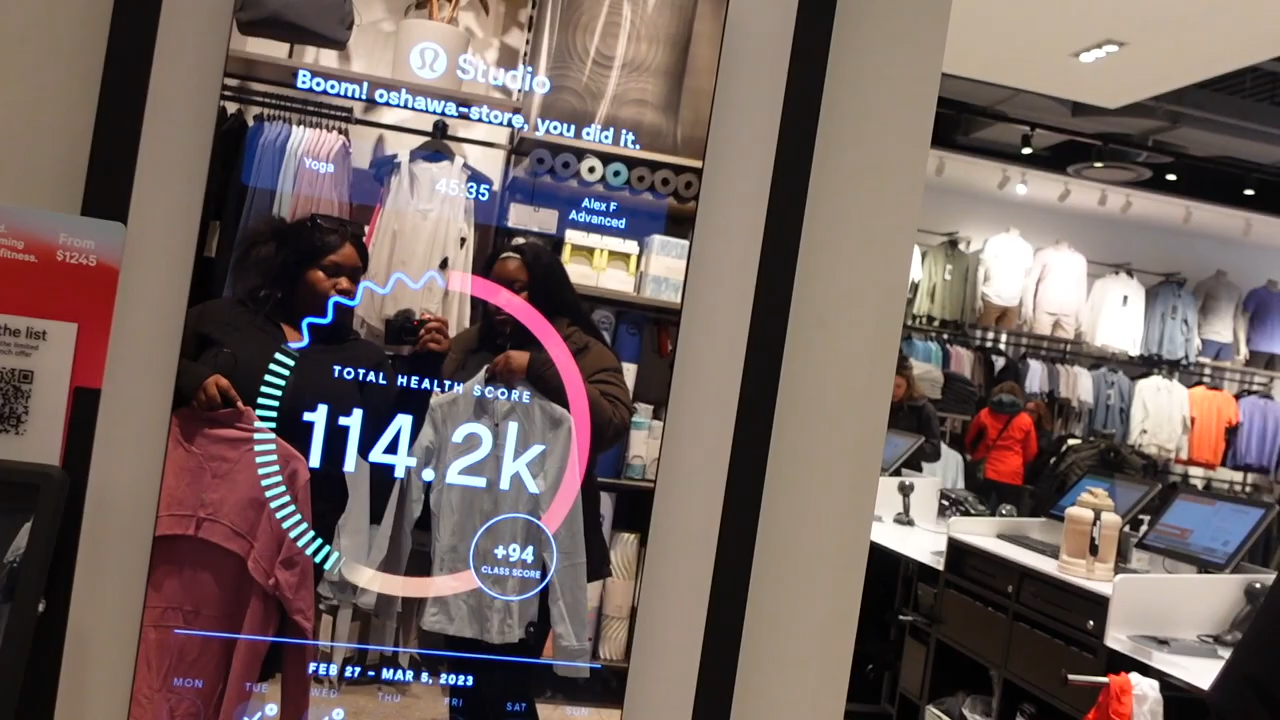 Studio
Boom! oshawa-store, you did it.
Yoga
45:35
Alex F
Advanced
TOTAL HEALTH SCORE
114.2k
+94
CLASS SCORE
FEB 27 - MAR 5, 2023
MON TUE WED THU FRI SAT SUN
From
$1245
fitness.
the list